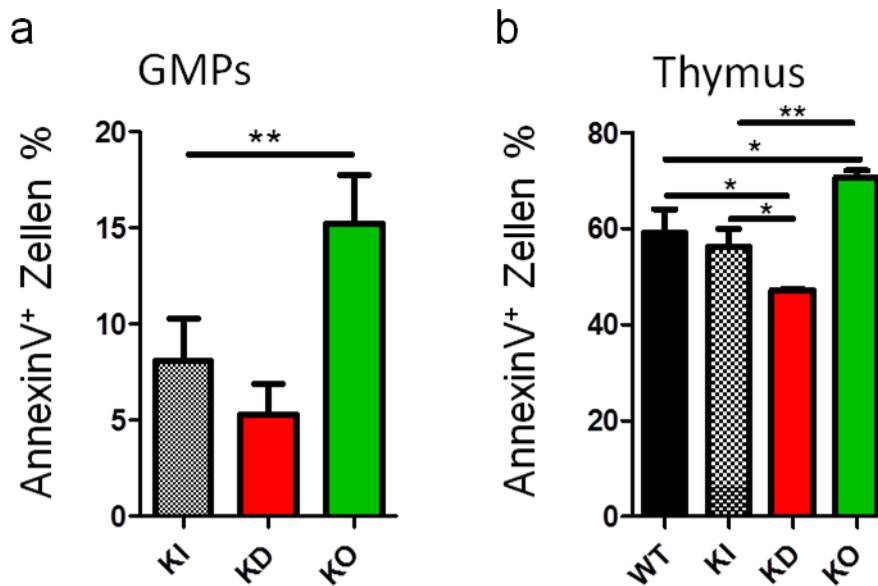 a
GMPs
AnnexinV⁺ Zellen %
20
15
10
5
0
**
KI
KD
KO
b
Thymus
AnnexinV⁺ Zellen %
80
60
40
20
0
**
*
*
*
WT
KI
KD
KO